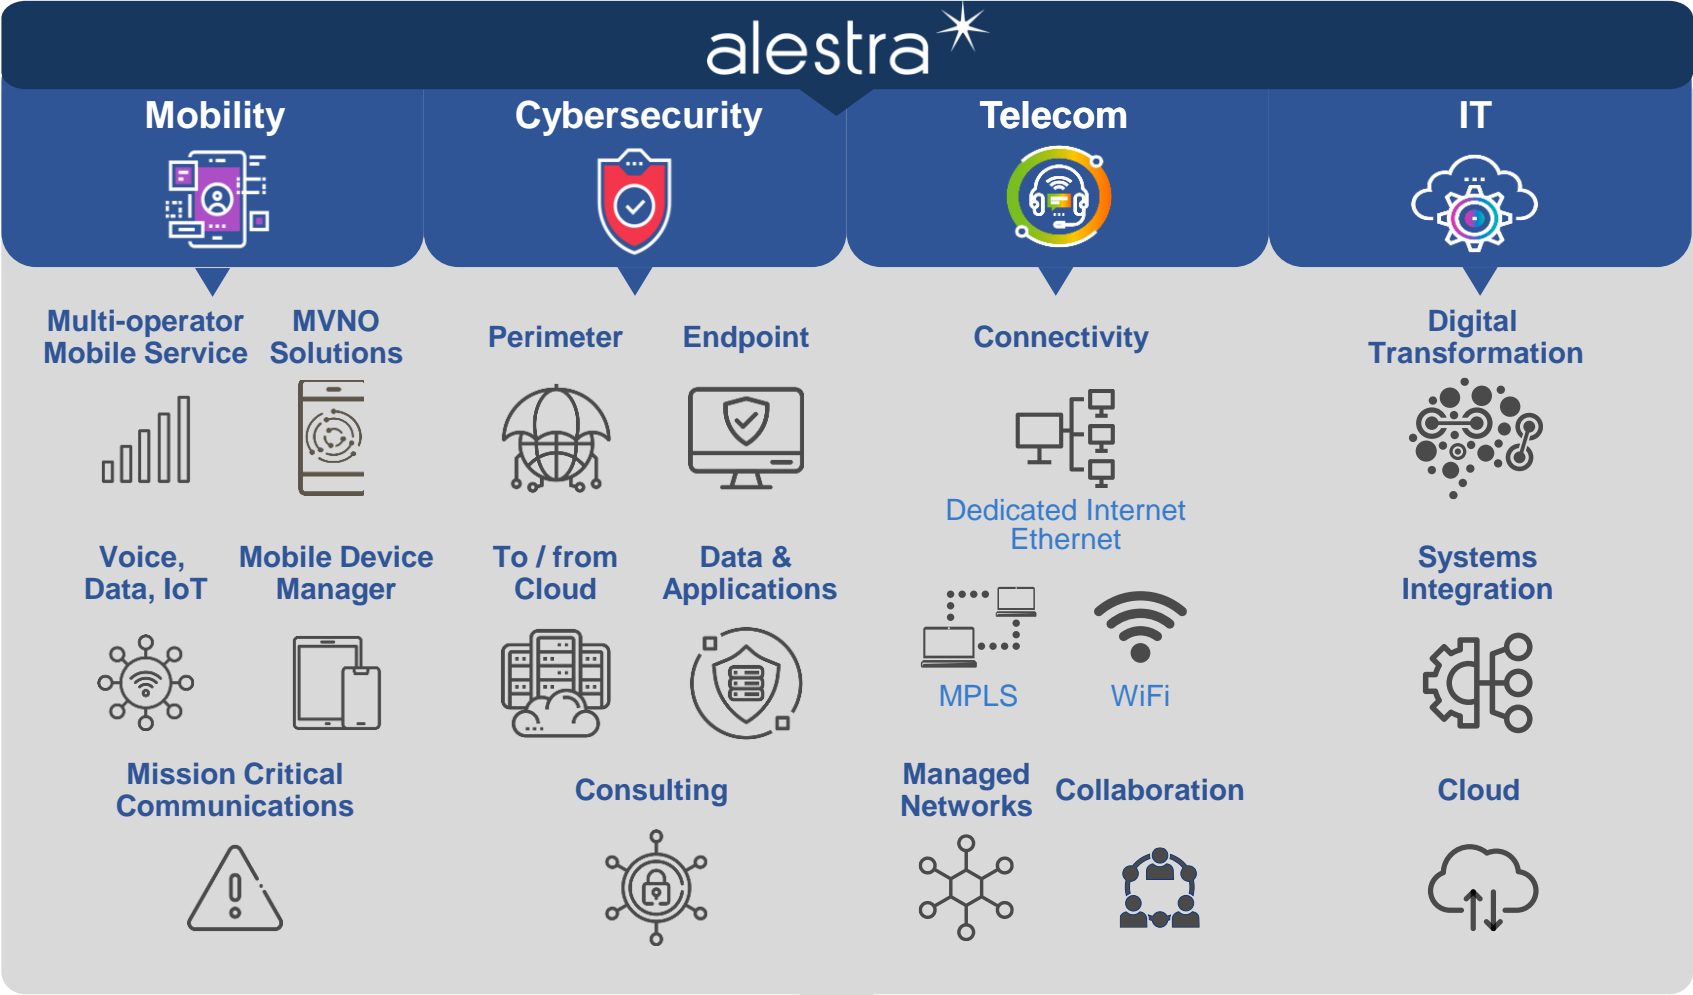 alestra
Mobility
Cybersecurity
Telecom
IT
Multi-operator
Mobile Service
MVNO
Solutions
Voice,
Data, IoT
Mobile Device
Manager
Mission Critical
Communications
Perimeter
Endpoint
To / from
Cloud
Data &
Applications
Consulting
Connectivity
Dedicated Internet
Ethernet
MPLS
WiFi
Managed
Networks
Collaboration
Digital
Transformation
Systems
Integration
Cloud